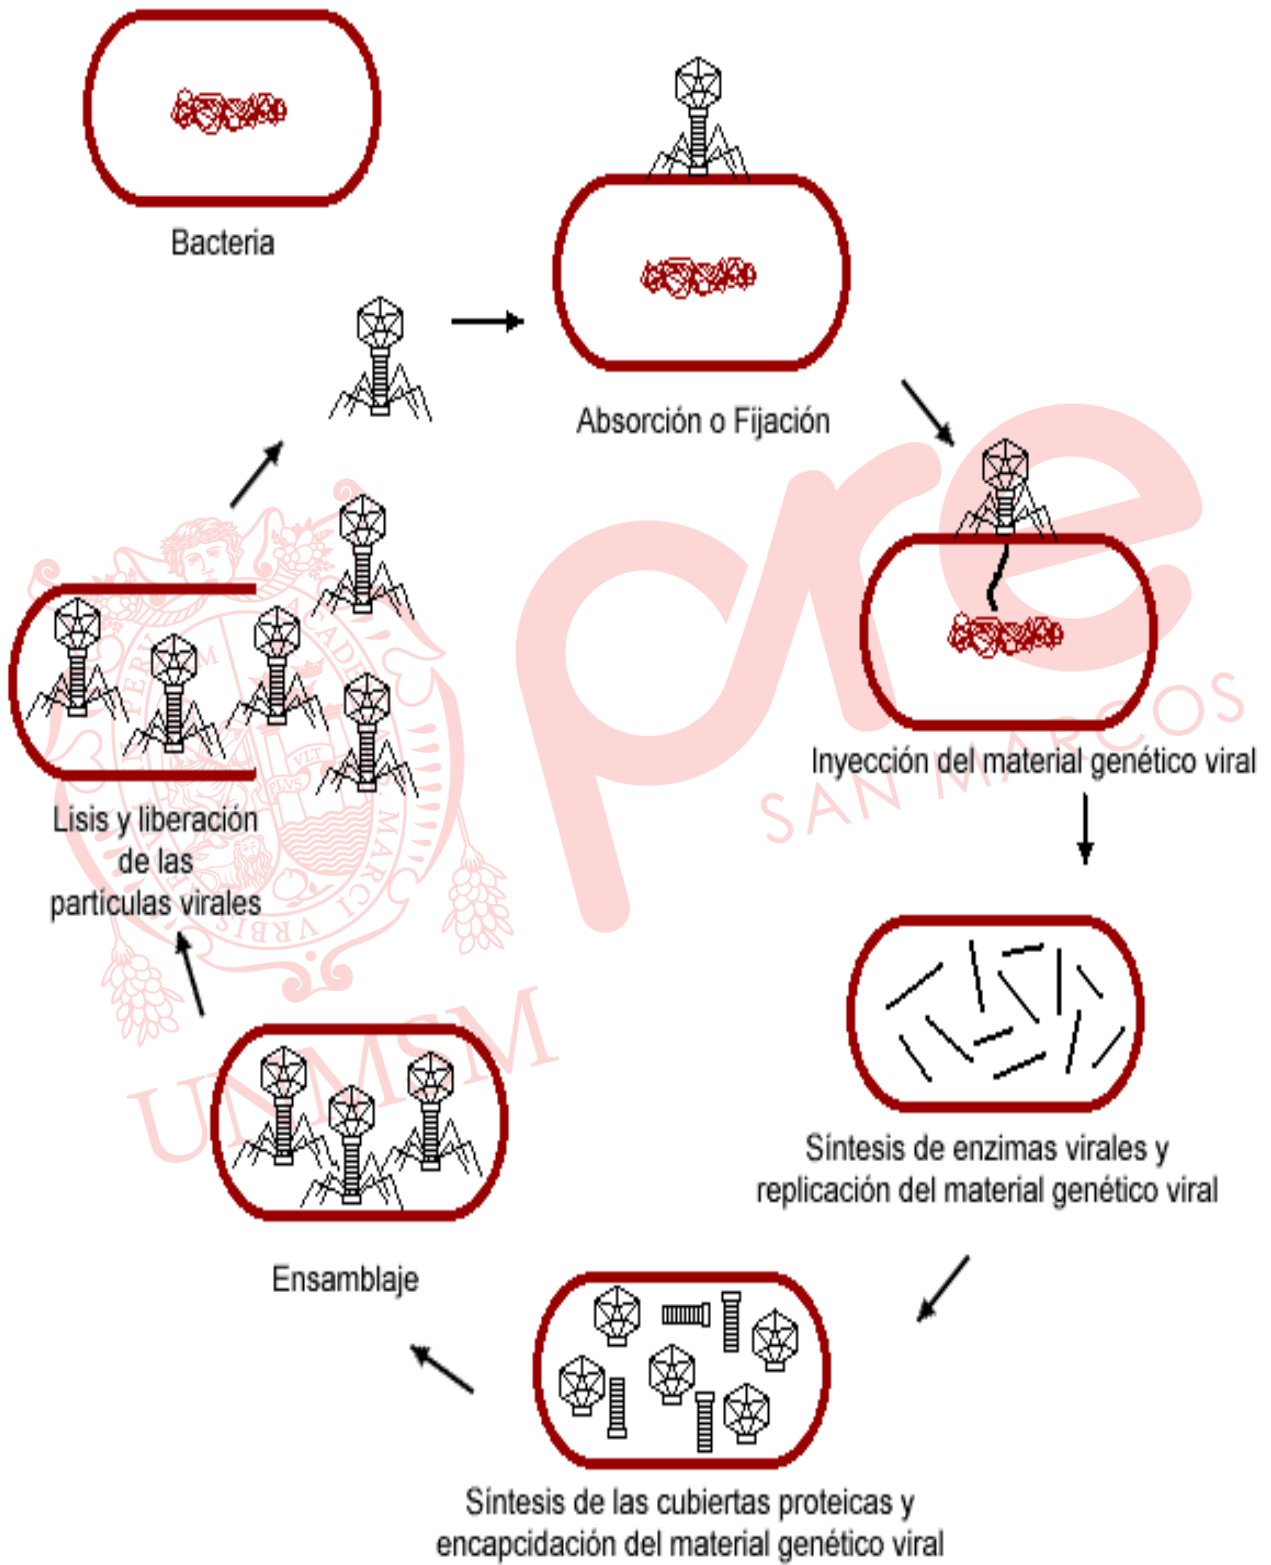 Bacteria
Absorción o Fijación
Inyección del material genético viral
Síntesis de enzimas virales y
replicación del material genético viral
Síntesis de las cubiertas proteicas y
encapcidación del material genético viral
Ensamblaje
Lisis y liberación
de las
partículas virales
pre
SAN MARCOS
UNMSM
PLVS
VLT